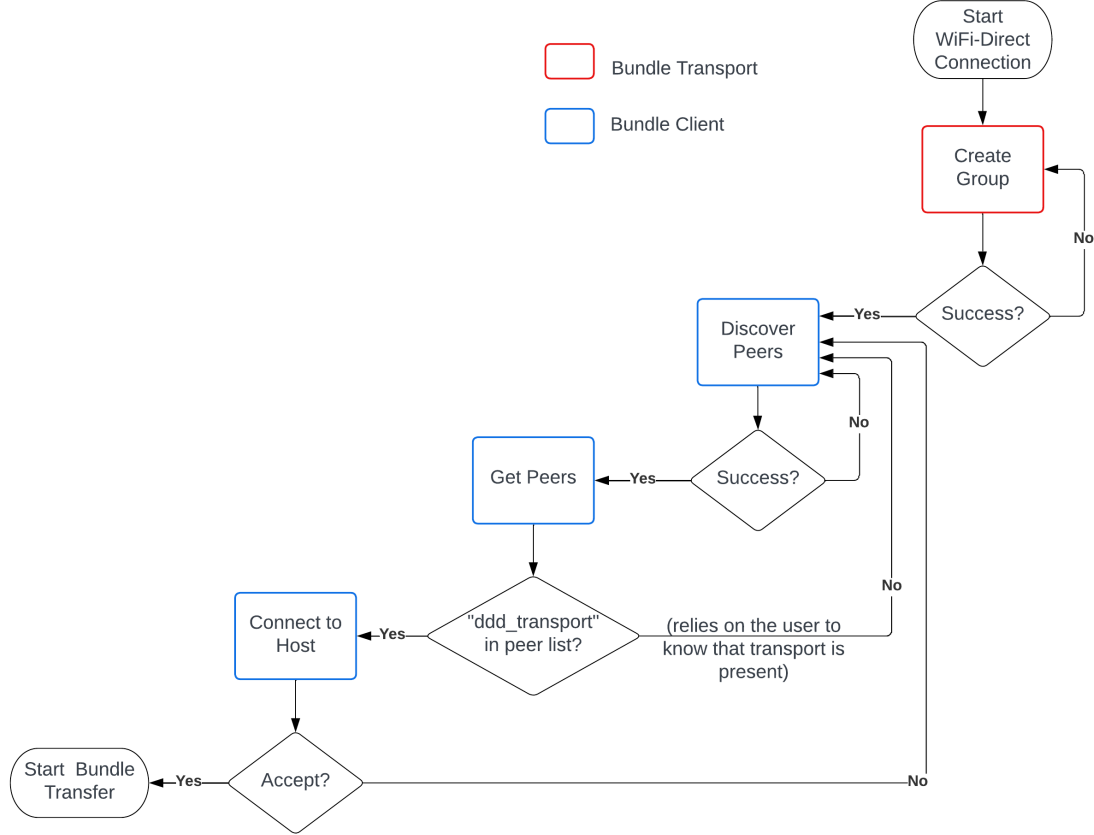 Start
WiFi-Direct
Connection
Bundle Transport
Bundle Client
Create
Group
No
Success?
Yes
Discover
Peers
No
Success?
Yes
Get Peers
No
"ddd_transport"
in peer list?
(relies on the user to
know that transport is
present)
Yes
Connect to
Host
Accept?
No
Yes
Start  Bundle
Transfer